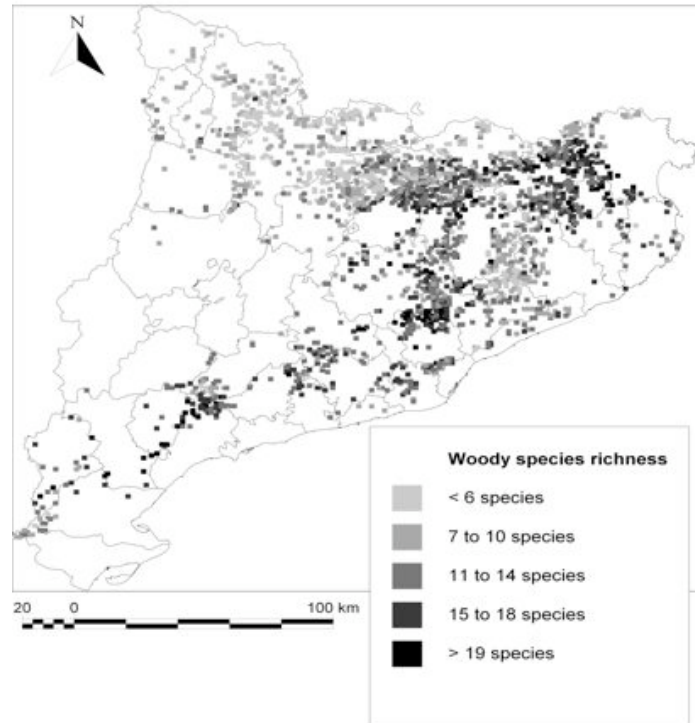 N
Woody species richness
< 6 species
7 to 10 species
11 to 14 species
15 to 18 species
> 19 species
20 0 100 km